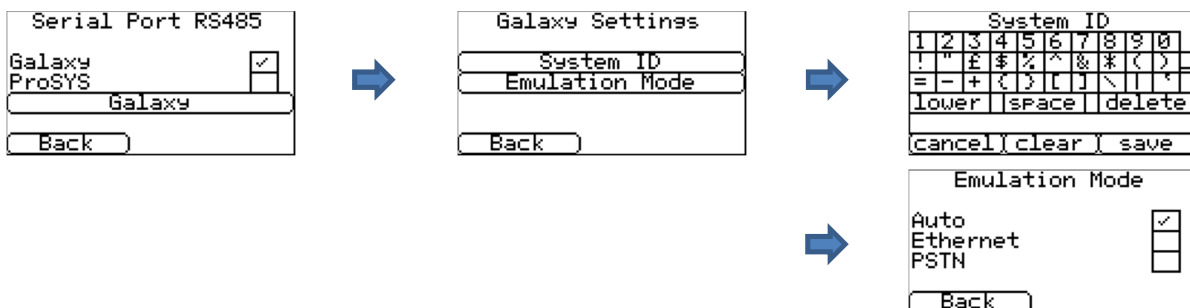 Serial Port RS485
Galaxy
ProSYS
Galaxy
Back
Galaxy Settings
System ID
Emulation Mode
Back
System ID
1 2 3 4 5 6 7 8 9 0
! " £ $ % ^ & * ( ) _
= - + { } [ ] \ | `
lower space delete
cancel clear save
Emulation Mode
Auto
Ethernet
PSTN
Back